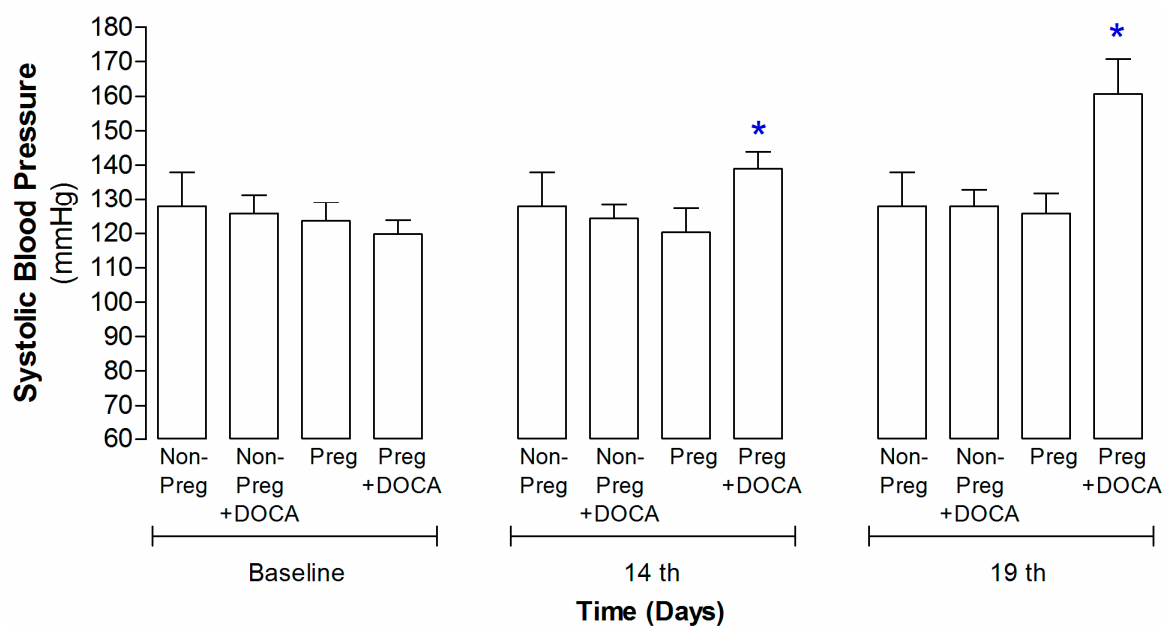 Systolic Blood Pressure
(mmHg)
180
170
160
150
140
130
120
110
100
90
80
70
60
*
*
Non-
Preg
Non-
Preg
+DOCA
Preg
Preg
+DOCA
Non-
Preg
Non-
Preg
+DOCA
Preg
Preg
+DOCA
Non-
Preg
Non-
Preg
+DOCA
Preg
Preg
+DOCA
Baseline
14 th
19 th
Time (Days)